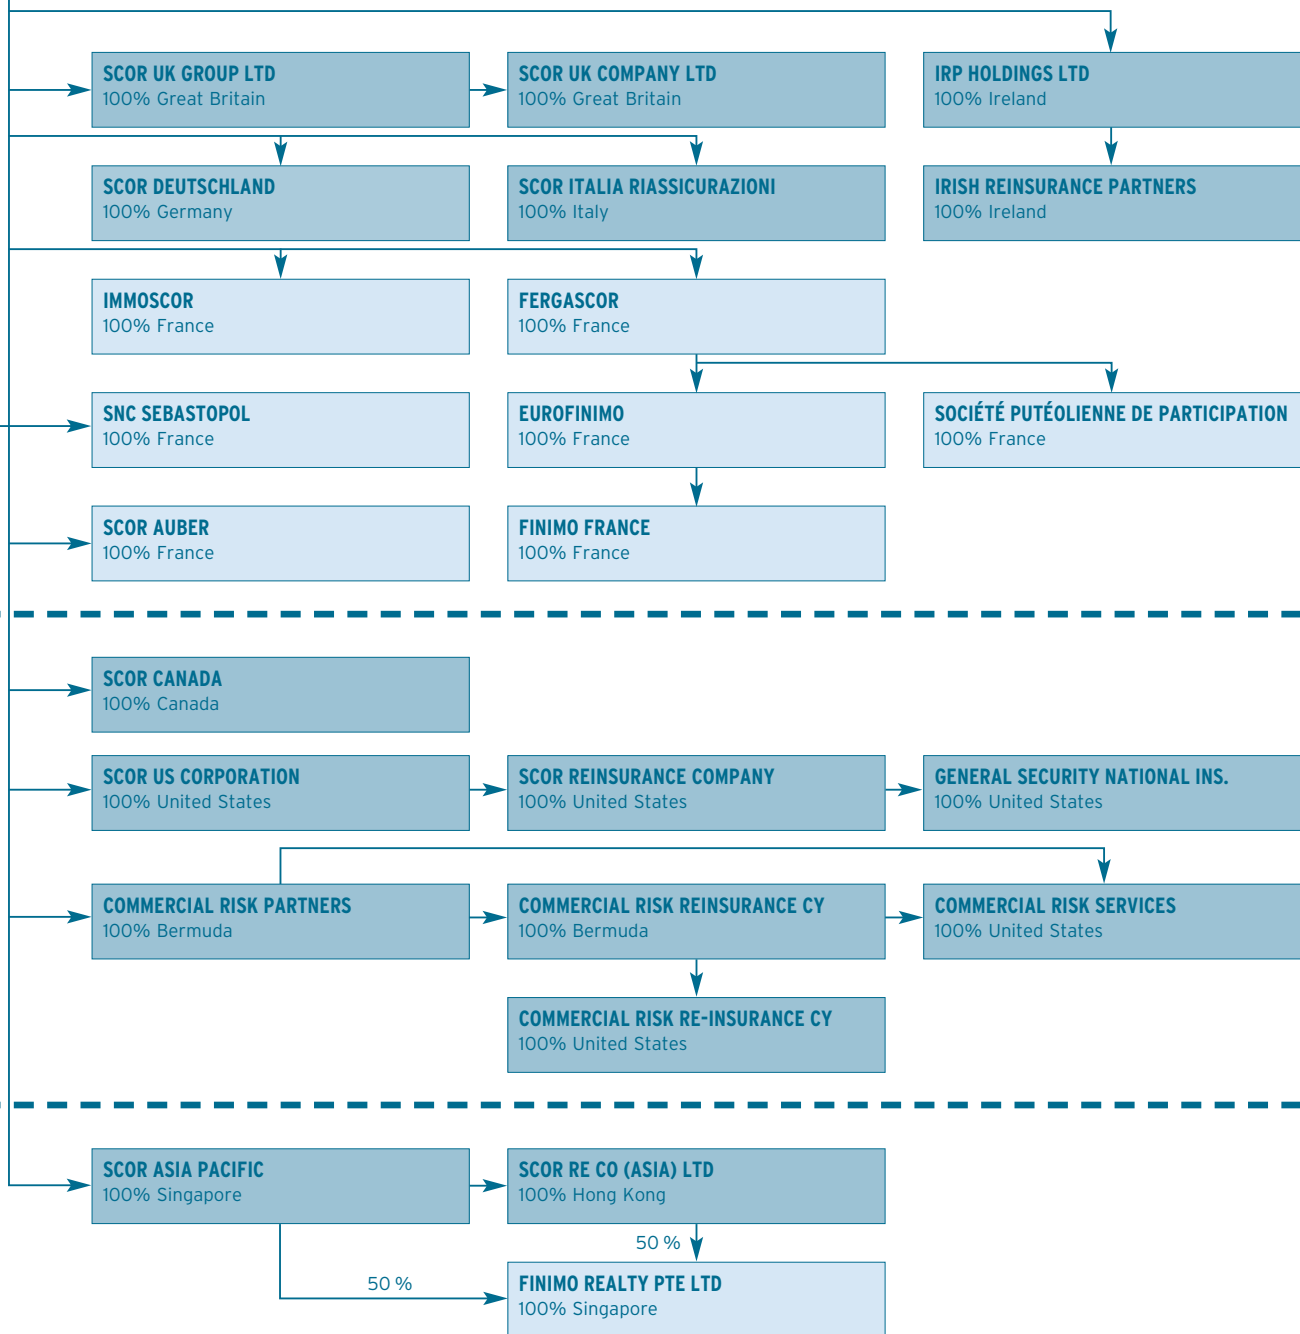 SCOR UK GROUP LTD
100% Great Britain
SCOR UK COMPANY LTD
100% Great Britain
IRP HOLDINGS LTD
100% Ireland
SCOR DEUTSCHLAND
100% Germany
SCOR ITALIA RIASSICURAZIONI
100% Italy
IRISH REINSURANCE PARTNERS
100% Ireland
IMMOSCOR
100% France
FERGASCOR
100% France
SNC SEBASTOPOL
100% France
EUROFINIMO
100% France
SOCIÉTÉ PUTÉOLIENNE DE PARTICIPATION
100% France
SCOR AUBER
100% France
FINIMO FRANCE
100% France
SCOR CANADA
100% Canada
SCOR US CORPORATION
100% United States
SCOR REINSURANCE COMPANY
100% United States
GENERAL SECURITY NATIONAL INS.
100% United States
COMMERCIAL RISK PARTNERS
100% Bermuda
COMMERCIAL RISK REINSURANCE CY
100% Bermuda
COMMERCIAL RISK SERVICES
100% United States
COMMERCIAL RISK RE-INSURANCE CY
100% United States
SCOR ASIA PACIFIC
100% Singapore
SCOR RE CO (ASIA) LTD
100% Hong Kong
50 %
50 %
FINIMO REALTY PTE LTD
100% Singapore